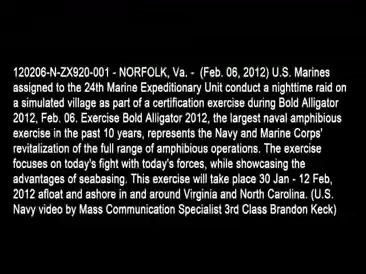 120206-N-ZX920-001 - NORFOLK, Va. -  (Feb. 06, 2012) U.S. Marines
assigned to the 24th Marine Expeditionary Unit conduct a nighttime raid on
a simulated village as part of a certification exercise during Bold Alligator
2012, Feb. 06. Exercise Bold Alligator 2012, the largest naval amphibious
exercise in the past 10 years, represents the Navy and Marine Corps'
revitalization of the full range of amphibious operations. The exercise
focuses on today's fight with today's forces, while showcasing the
advantages of seabasing. This exercise will take place 30 Jan - 12 Feb,
2012 afloat and ashore in and around Virginia and North Carolina. (U.S.
Navy video by Mass Communication Specialist 3rd Class Brandon Keck)